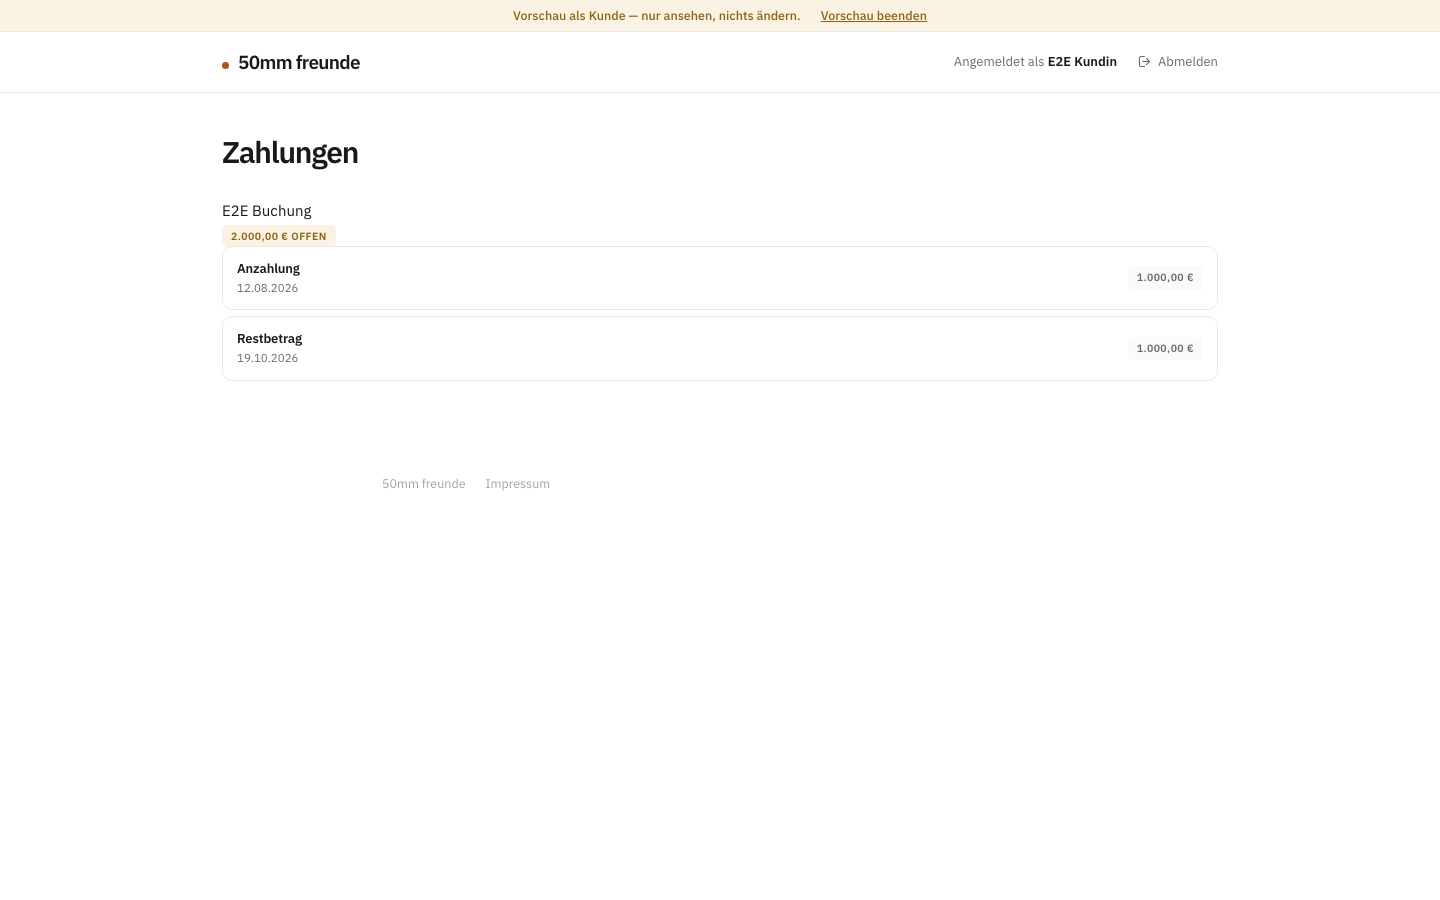 Vorschau als Kunde — nur ansehen, nichts ändern. Vorschau beenden
50mm freunde
Angemeldet als E2E Kundin Abmelden
Zahlungen
E2E Buchung
2.000,00 € OFFEN
Anzahlung
12.08.2026
1.000,00 €
Restbetrag
19.10.2026
1.000,00 €
50mm freunde Impressum